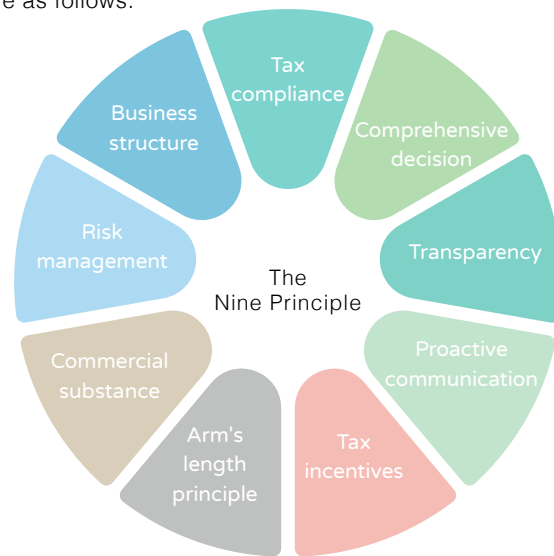 e as follows:
Tax
compliance
Comprehensive
decision
Transparency
Proactive
communication
Tax
incentives
Arm's
length
principle
Commercial
substance
Risk
management
Business
structure
The
Nine Principle